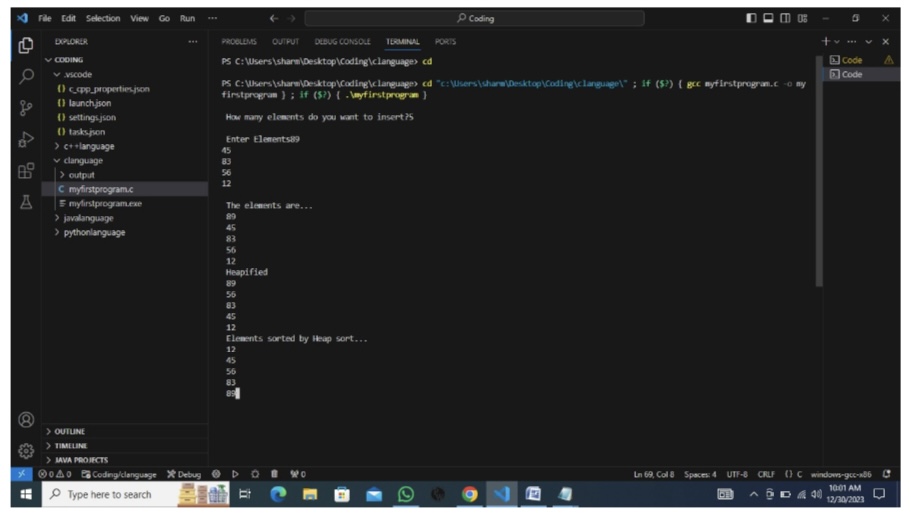 File Edit Selection View Go Run ... Coding
EXPLORER ...
CODING
.vscode
{} c_cpp_properties.json
{} launch.json
{} settings.json
{} tasks.json
c++language
clanguage
output
C myfirstprogram.c
myfirstprogram.exe
javalanguage
pythonlanguage
OUTLINE
TIMELINE
JAVA PROJECTS
PROBLEMS OUTPUT DEBUG CONSOLE TERMINAL PORTS
PS C:\Users\sharm\Desktop\Coding\clanguage> cd
PS C:\Users\sharm\Desktop\Coding\clanguage> cd "c:\Users\sharm\Desktop\Coding\clanguage\" ; if ($?) { gcc myfirstprogram.c -o my
firstprogram } ; if ($?) { .\myfirstprogram }
How many elements do you want to insert?5
Enter Elements89
45
83
56
12
The elements are...
89
45
83
56
12
Heapified
89
56
83
45
12
Elements sorted by Heap sort...
12
45
56
83
89
Code
Code
0 0 Coding/clanguage Debug 0 Ln 69, Col 8 Spaces: 4 UTF-8 CRLF {} C windows-gcc-x86
Type here to search
10:01 AM
12/30/2023